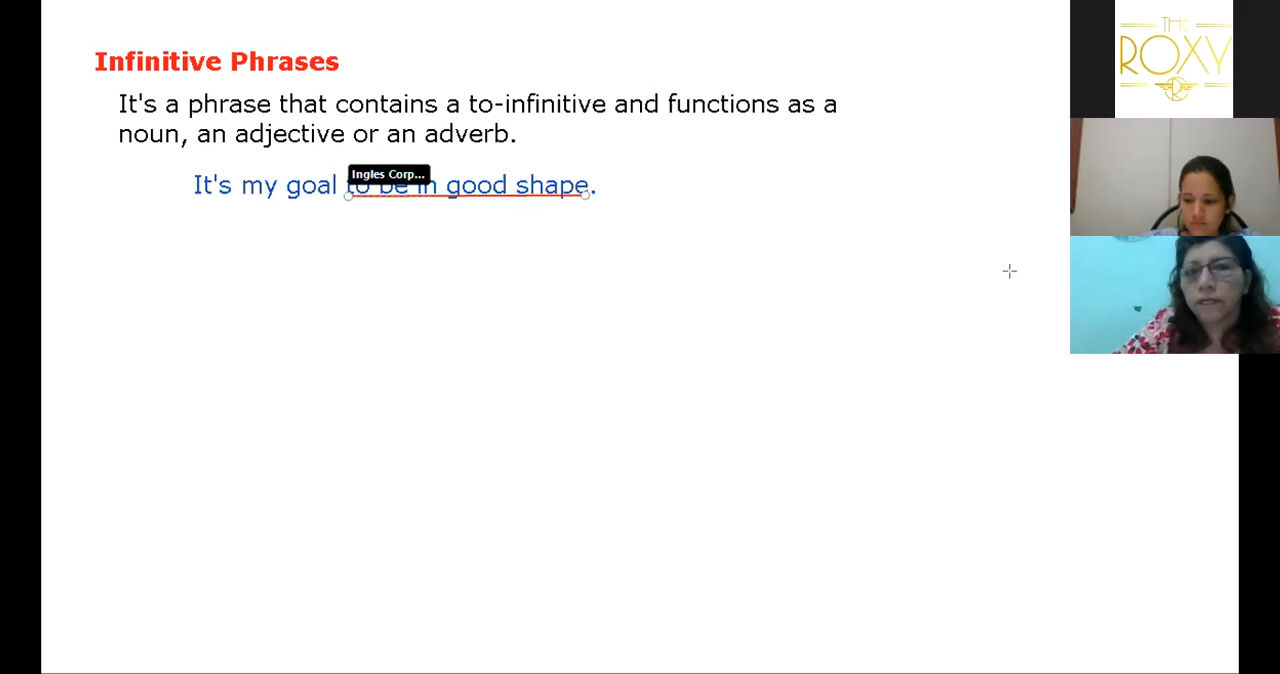 Infinitive Phrases
It's a phrase that contains a to-infinitive and functions as a
noun, an adjective or an adverb.
Ingles Corp...
It's my goal to be in good shape.
THE
ROXY